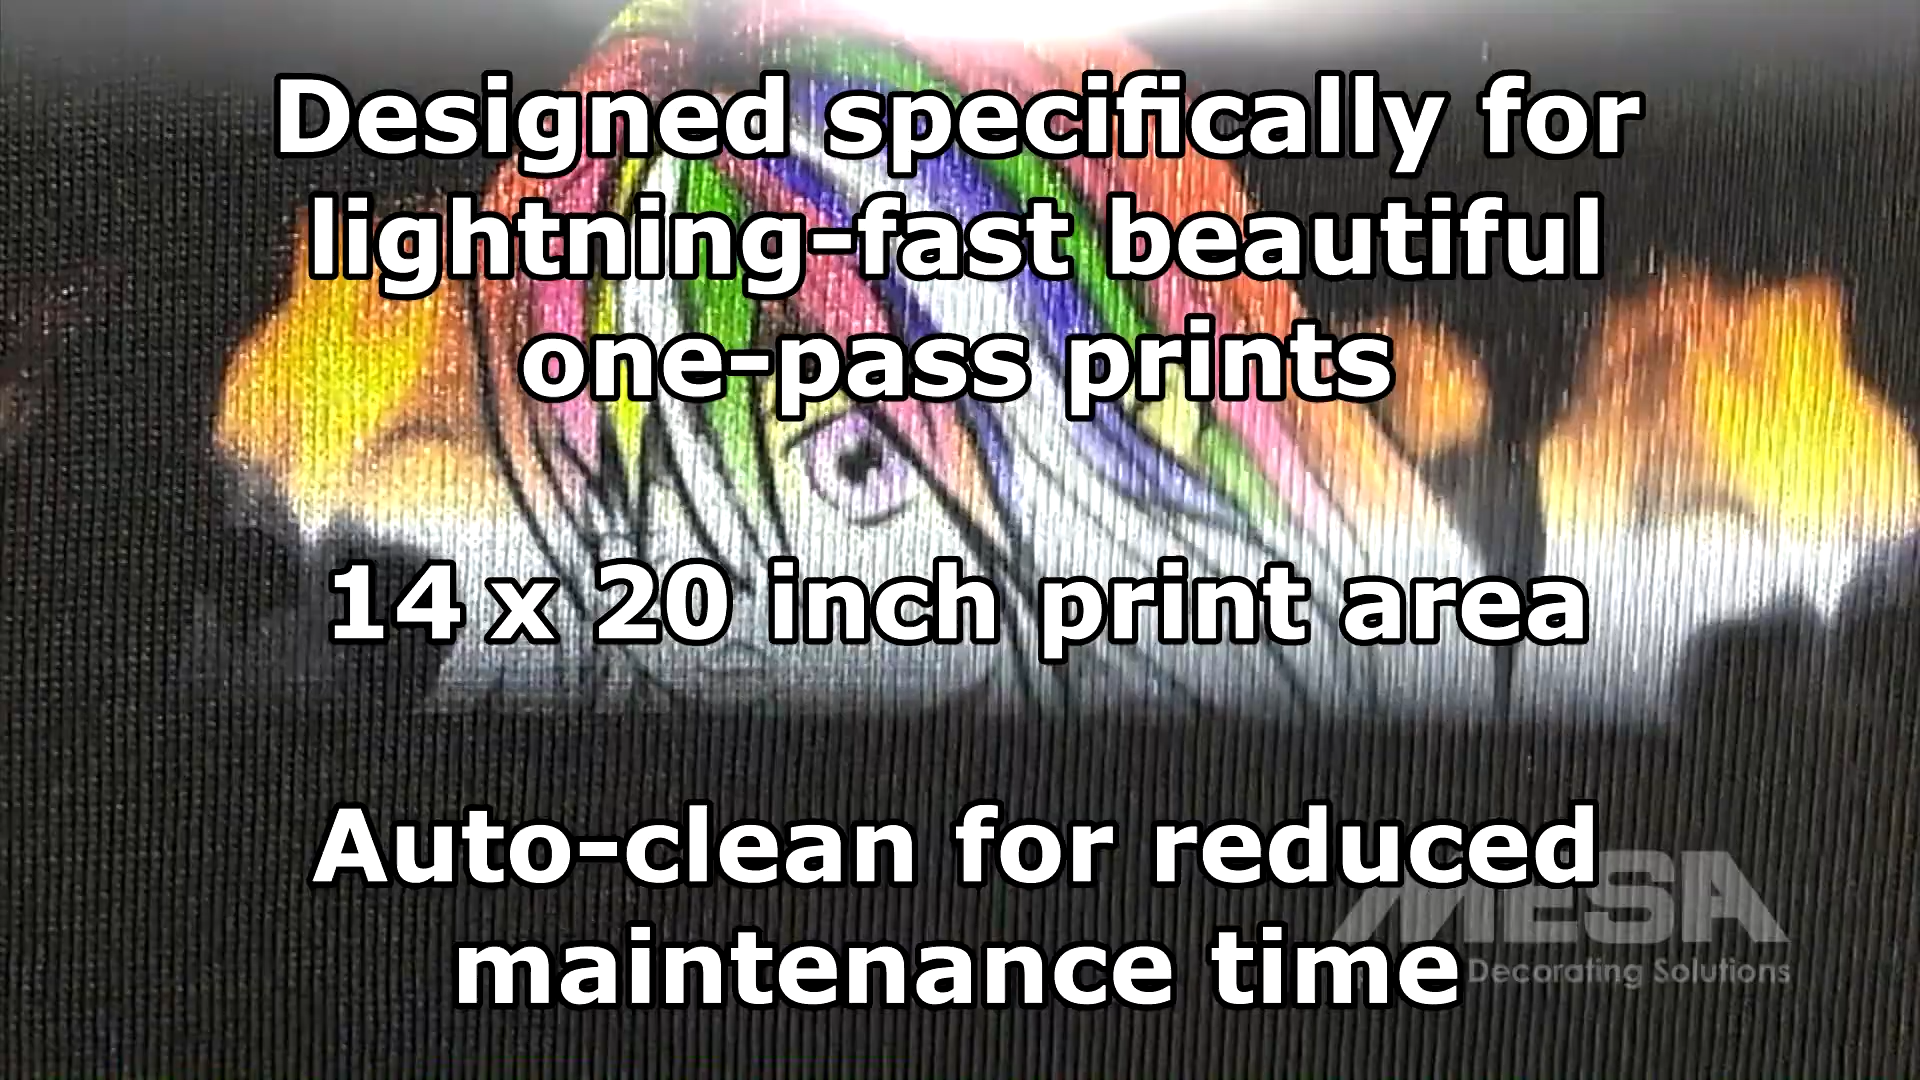 Designed specifically for
lightning-fast beautiful
one-pass prints
14 x 20 inch print area
Auto-clean for reduced
maintenance time
MESA
Decorating Solutions